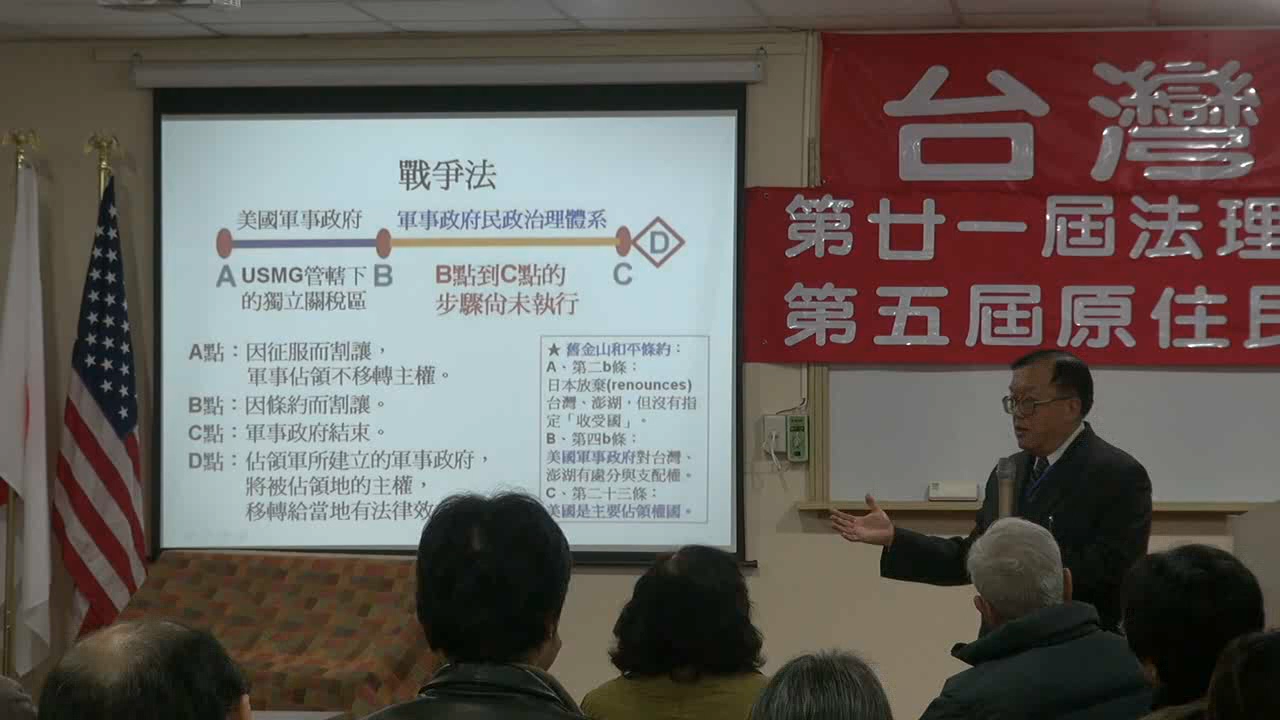 戰爭法
美國軍事政府
軍事政府民政治理體系
A
B
C
D
USMG管轄下
的獨立關稅區
B點到C點的
步驟尚未執行
A點：因征服而割讓，
軍事佔領不移轉主權。
B點：因條約而割讓。
C點：軍事政府結束。
D點：佔領軍所建立的軍事政府，
將被佔領地的主權，
移轉給當地有法律效
★ 舊金山和平條約：
A、第二b條：
日本放棄(renounces)
台灣、澎湖，但沒有指
定「收受國」。
B、第四b條：
美國軍事政府對台灣、
澎湖有處分與支配權。
C、第二十三條：
美國是主要佔領權國。
台灣
第廿一屆法理
第五屆原住民